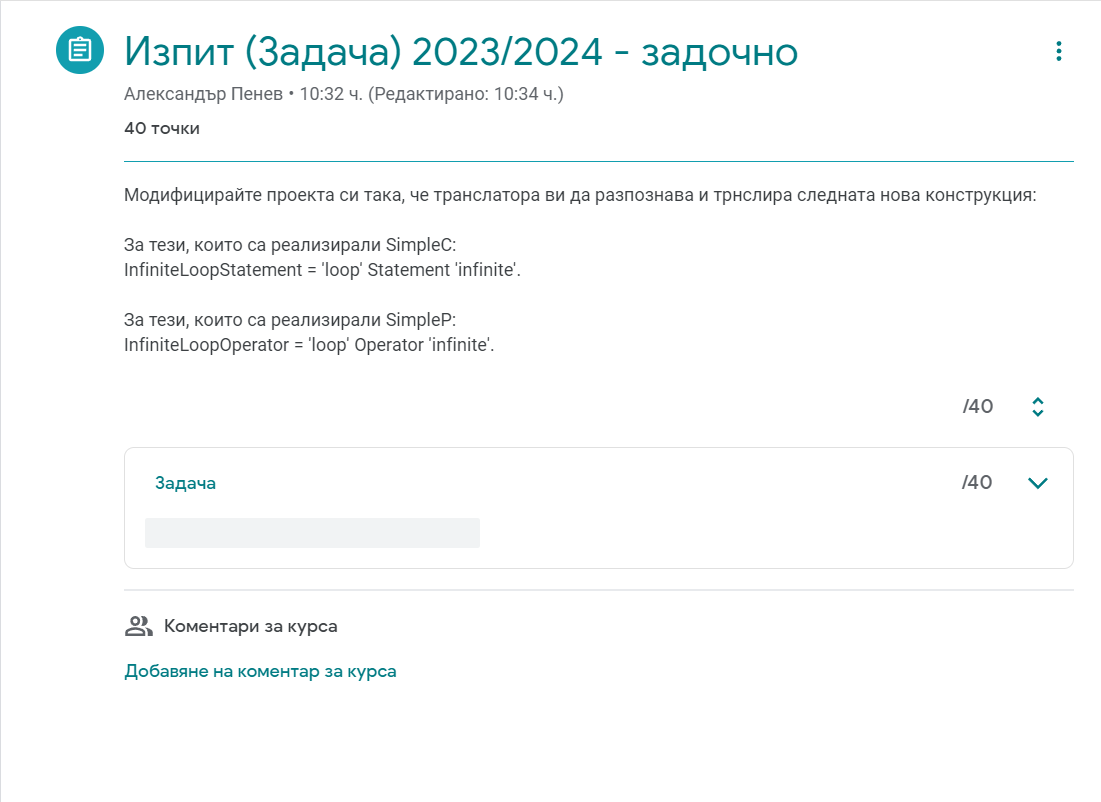 Изпит (Задача) 2023/2024 - задочно
Александър Пенев • 10:32 ч. (Редактирано: 10:34 ч.)
40 точки
Модифицирайте проекта си така, че транслатора ви да разпознава и трнслира следната нова конструкция:
За тези, които са реализирали SimpleC:
InfiniteLoopStatement = 'loop' Statement 'infinite'.
За тези, които са реализирали SimpleP:
InfiniteLoopOperator = 'loop' Operator 'infinite'.
/40
Задача /40
Коментари за курса
Добавяне на коментар за курса